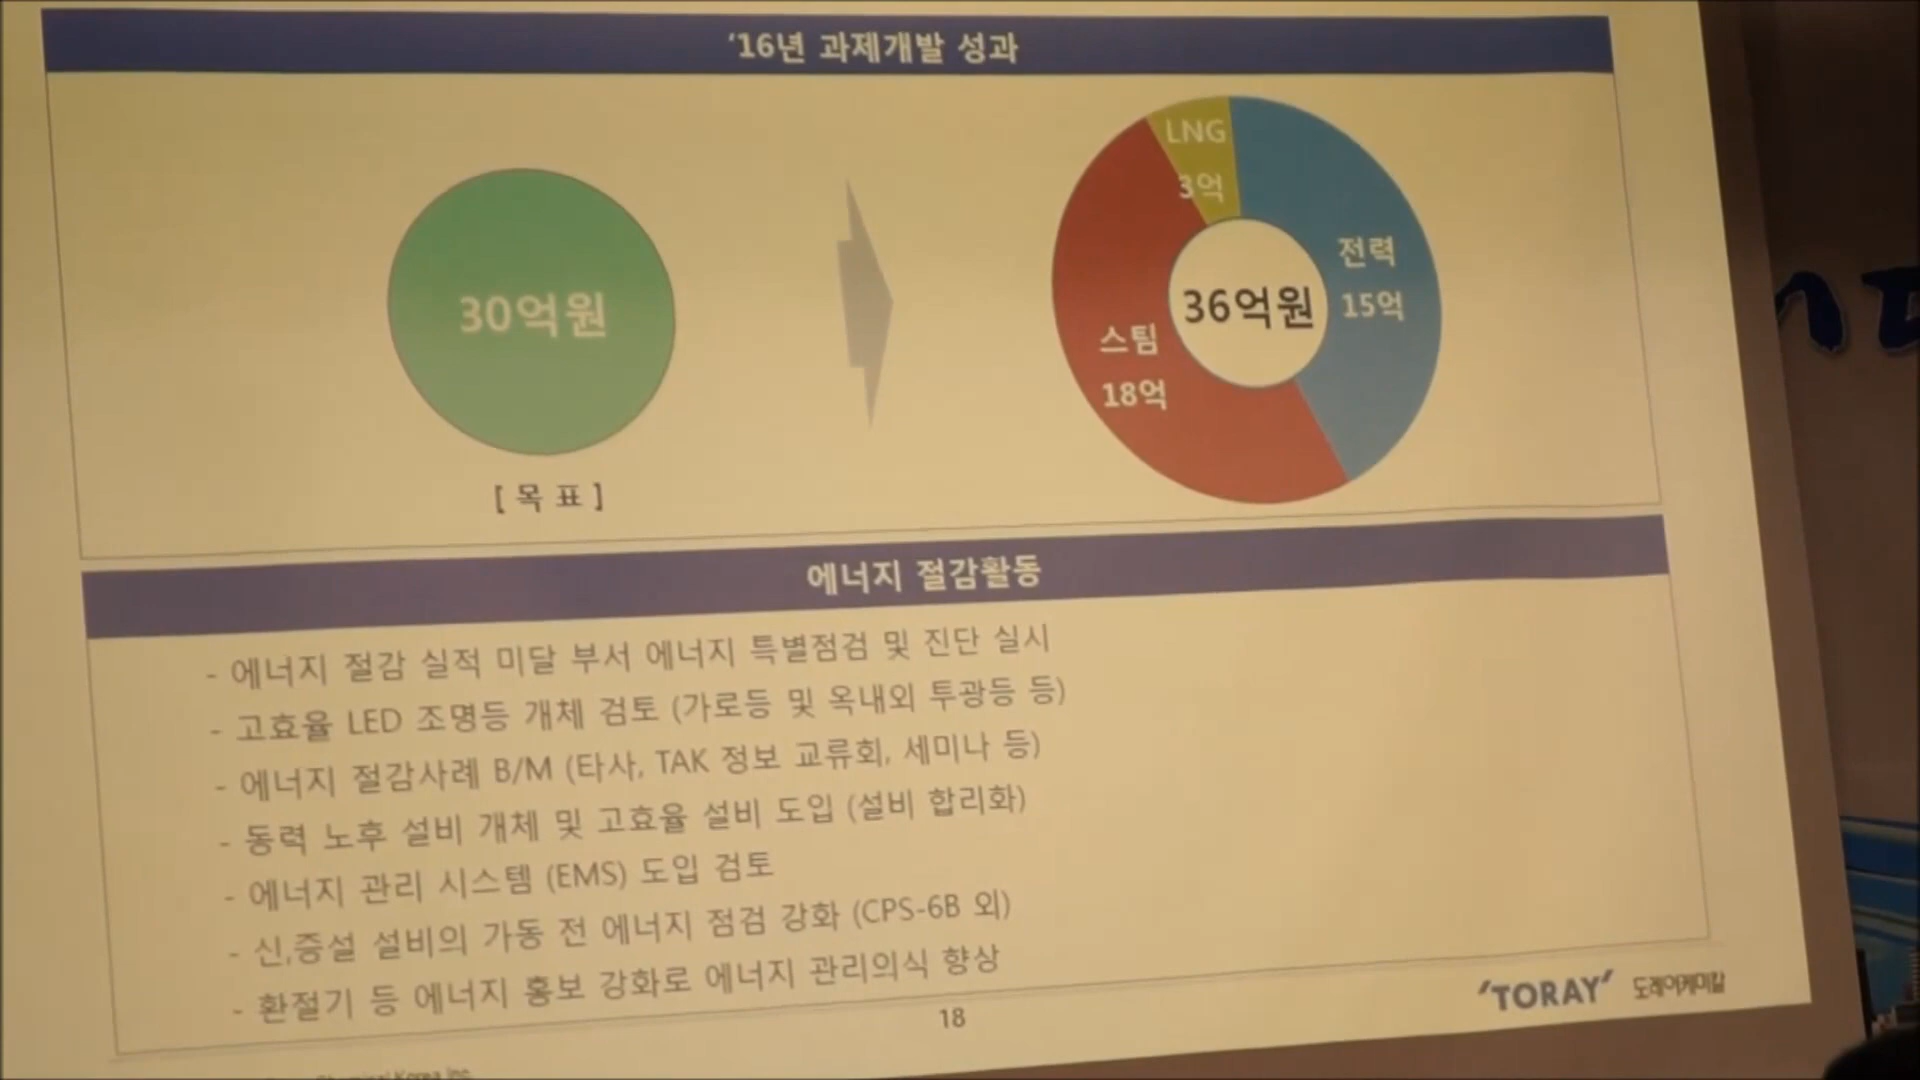 ‘16년 과제개발 성과
30억원
[ 목 표 ]
LNG
3억
전력
15억
36억원
스팀
18억
에너지 절감활동
- 에너지 절감 실적 미달 부서 에너지 특별점검 및 진단 실시
- 고효율 LED 조명등 개체 검토 (가로등 및 옥내외 투광등 등)
- 에너지 절감사례 B/M (타사, TAK 정보 교류회, 세미나 등)
- 동력 노후 설비 개체 및 고효율 설비 도입 (설비 합리화)
- 에너지 관리 시스템 (EMS) 도입 검토
- 신,증설 설비의 가동 전 에너지 점검 강화 (CPS-6B 외)
- 환절기 등 에너지 홍보 강화로 에너지 관리의식 향상
‘TORAY’ 도레이케미칼
18
Korea Inc.